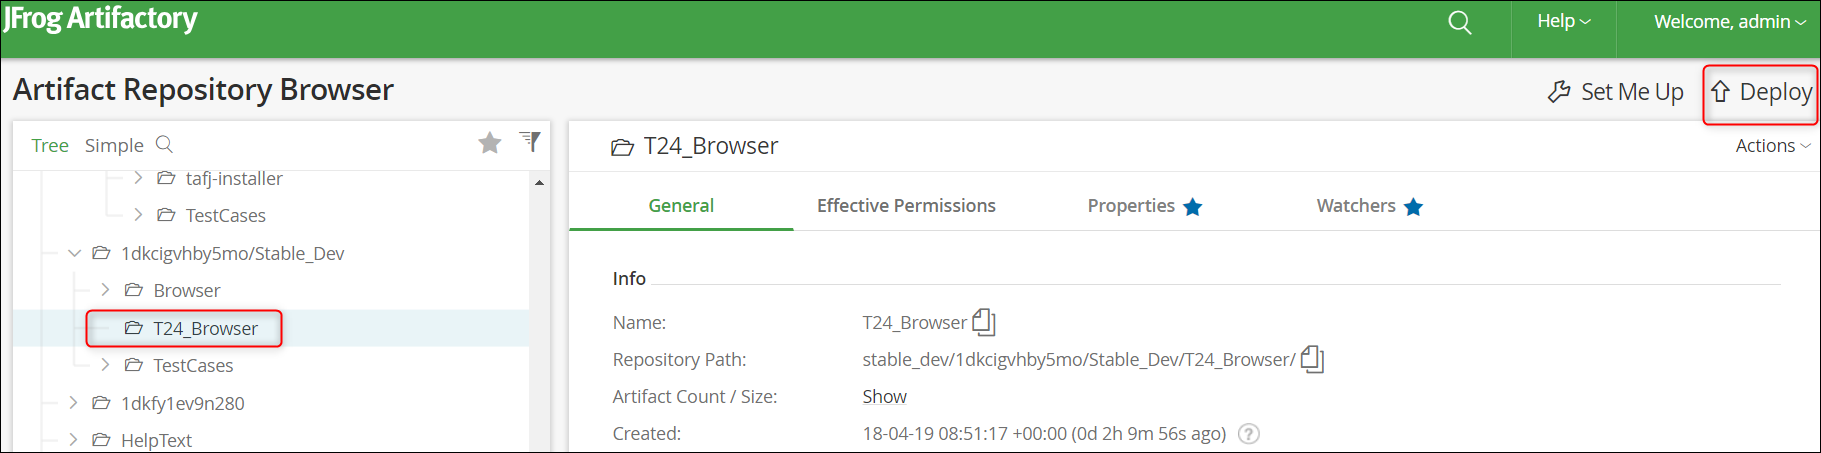 JFrog Artifactory
Help
Welcome, admin
Artifact Repository Browser
Set Me Up
Deploy
Tree Simple
tafj-installer
TestCases
1dkcigvhby5mo/Stable_Dev
Browser
T24_Browser
TestCases
1dkfy1ev9n280
HelpText
T24_Browser
Actions
General Effective Permissions Properties Watchers
Info
Name: T24_Browser
Repository Path: stable_dev/1dkcigvhby5mo/Stable_Dev/T24_Browser/
Artifact Count / Size: Show
Created: 18-04-19 08:51:17 +00:00 (0d 2h 9m 56s ago) ?